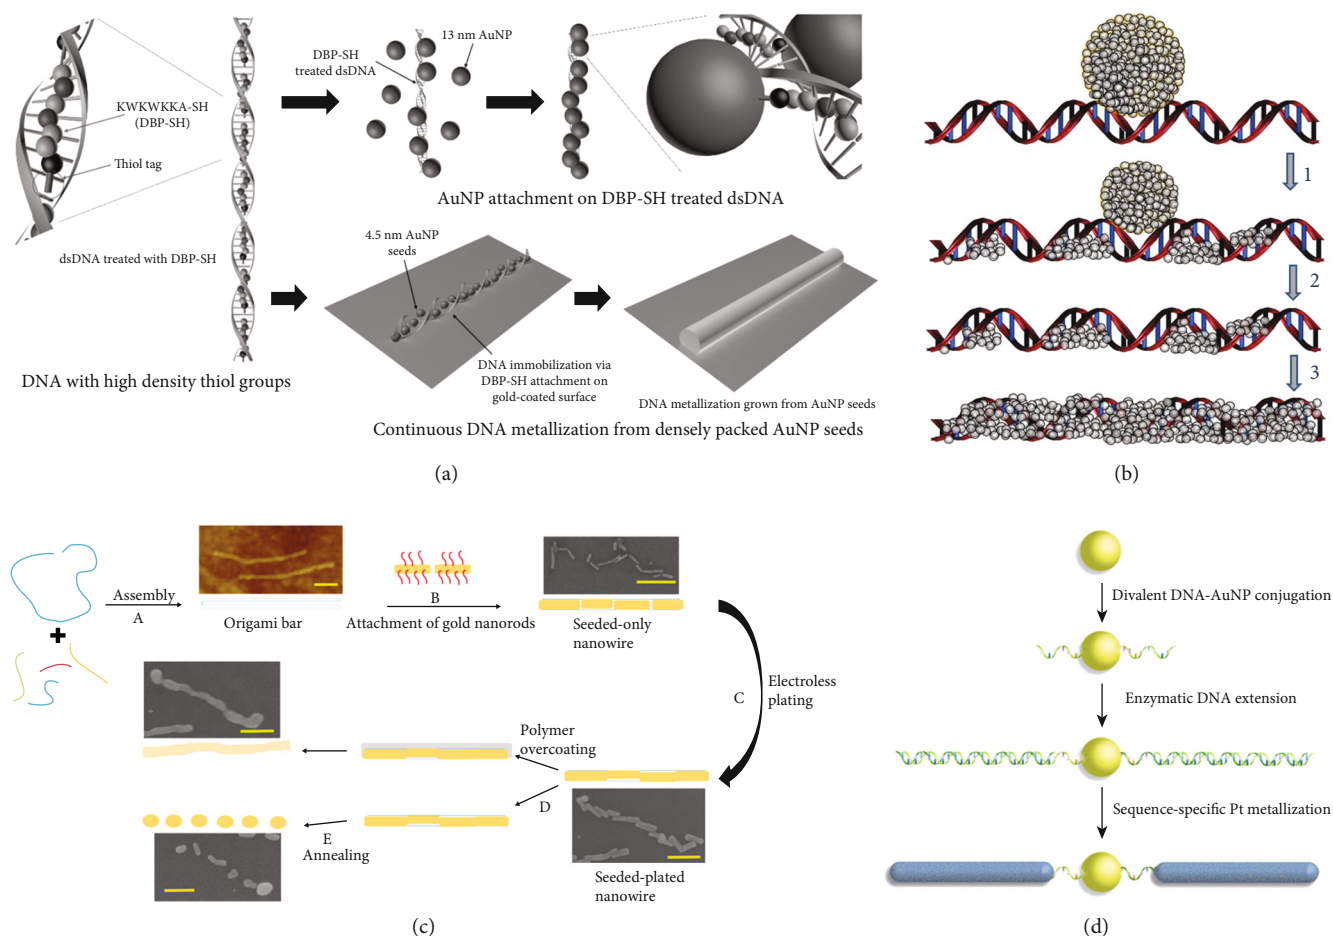 KWKWKKA-SH
(DBP-SH)
Thiol tag
dsDNA treated with DBP-SH
DNA with high density thiol groups
DBP-SH
treated dsDNA
13 nm AuNP
AuNP attachment on DBP-SH treated dsDNA
4.5 nm AuNP
seeds
DNA immobilization via
DBP-SH attachment on
gold-coated surface
DNA metallization grown from AuNP seeds
Continuous DNA metallization from densely packed AuNP seeds
(a)
1
2
3
(b)
Assembly
A
Origami bar
B
Attachment of gold nanorods
Seeded-only
nanowire
C
Electroless
plating
Polymer
overcoating
D
E
Annealing
Seeded-plated
nanowire
(c)
Divalent DNA-AuNP conjugation
Enzymatic DNA extension
Sequence-specific Pt metallization
(d)